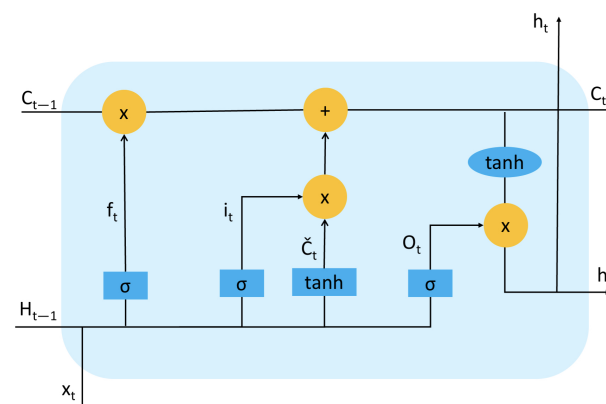 h_t
C_{t-1}
x
+
C_t
tanh
f_t
i_t
x
O_t
x
Č_t
σ
σ
tanh
σ
h
H_{t-1}
x_t